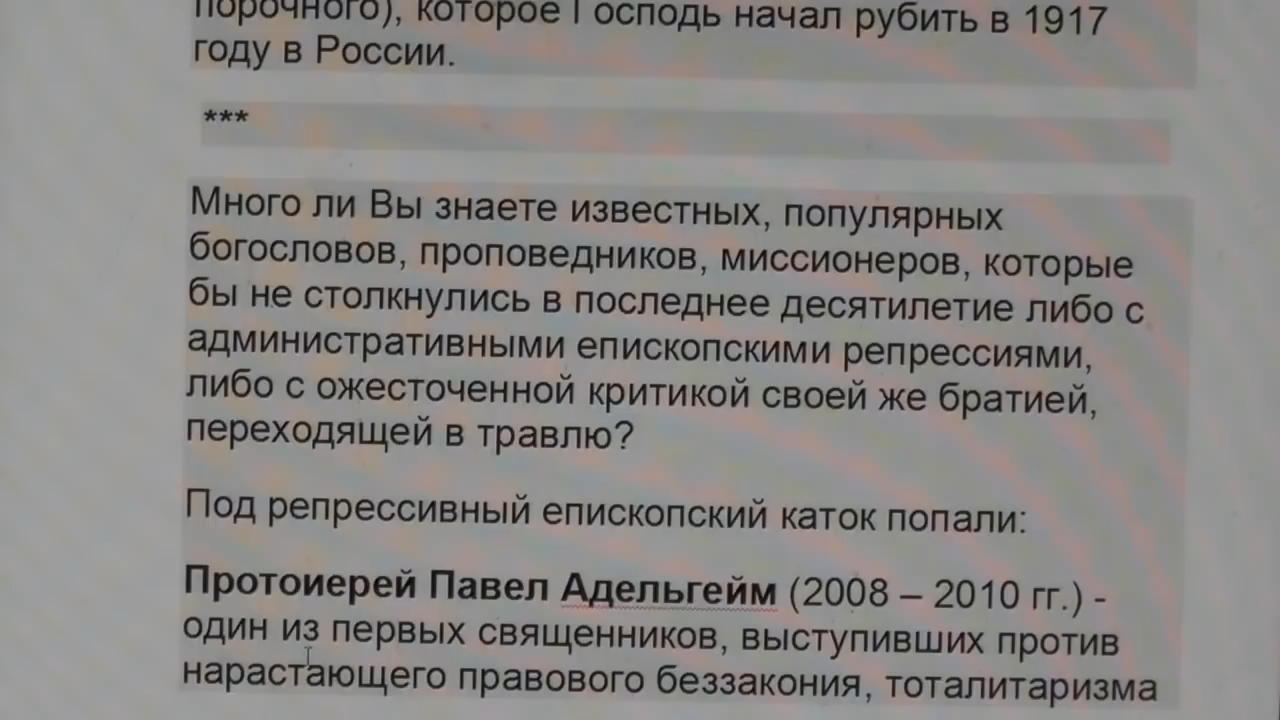 порочного), которое Господь начал рубить в 1917
году в России.
***
Много ли Вы знаете известных, популярных
богословов, проповедников, миссионеров, которые
бы не столкнулись в последнее десятилетие либо с
административными епископскими репрессиями,
либо с ожесточенной критикой своей же братией,
переходящей в травлю?
Под репрессивный епископский каток попали:
Протоиерей Павел Адельгейм (2008 – 2010 гг.) -
один из первых священников, выступивших против
нарастающего правового беззакония, тоталитаризма